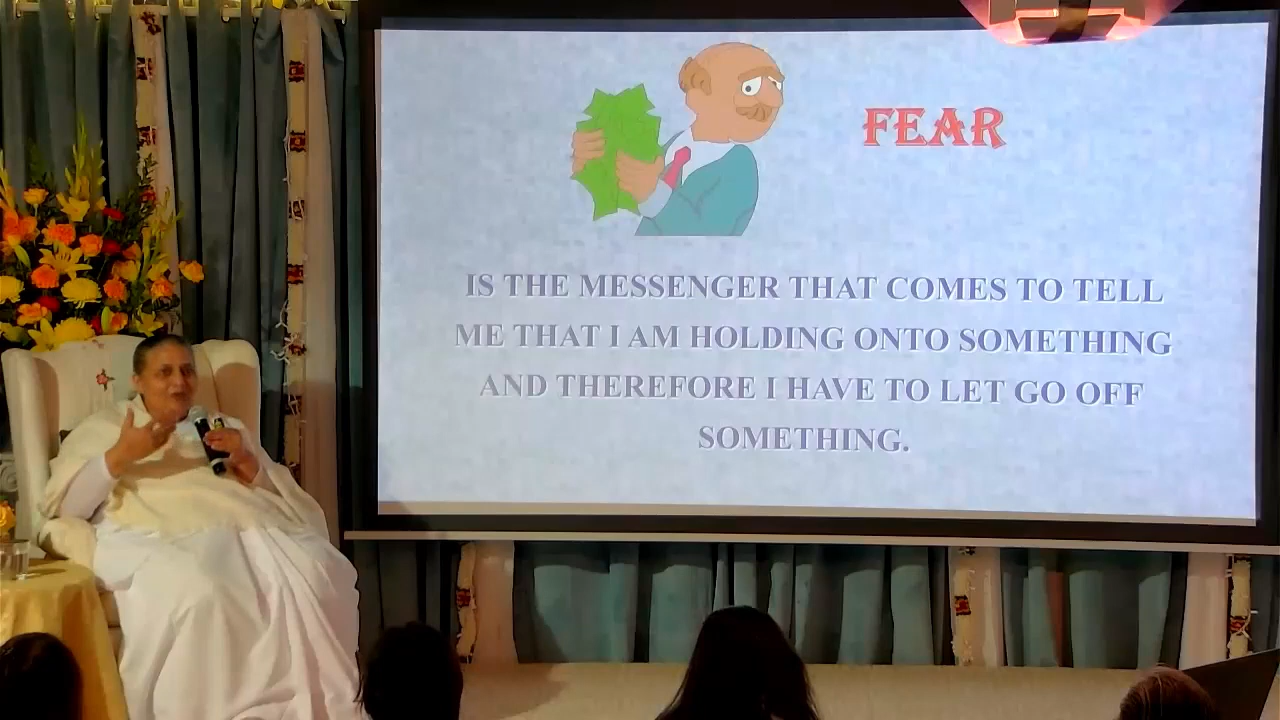 FEAR
IS THE MESSENGER THAT COMES TO TELL
ME THAT I AM HOLDING ONTO SOMETHING
AND THEREFORE I HAVE TO LET GO OFF
SOMETHING.